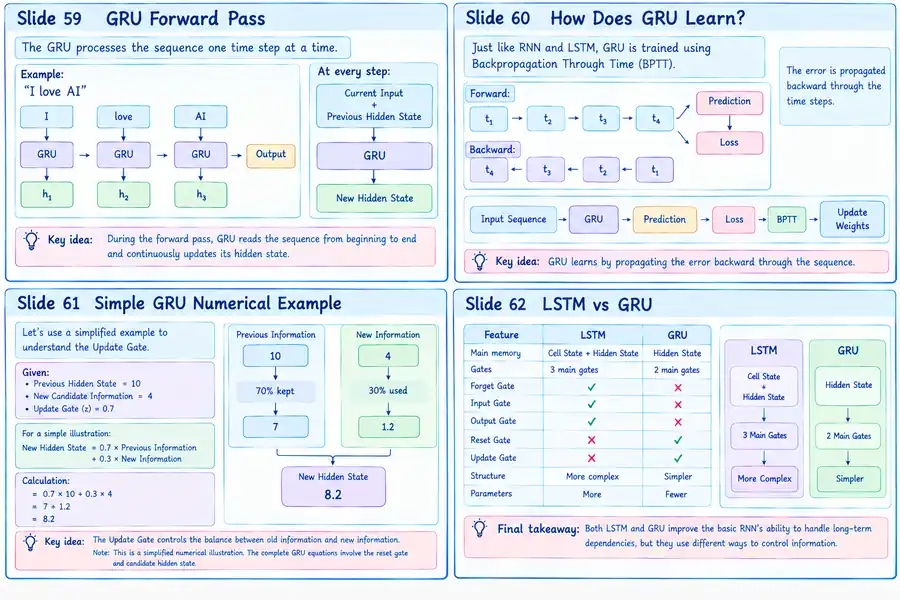 Slide 59 GRU Forward Pass
The GRU processes the sequence one time step at a time.
Example:
“I love AI”
I love AI
GRU GRU GRU Output
h₁ h₂ h₃
At every step:
Current Input
+
Previous Hidden State
GRU
New Hidden State
Key idea: During the forward pass, GRU reads the sequence from beginning to end
and continuously updates its hidden state.
Slide 60 How Does GRU Learn?
Just like RNN and LSTM, GRU is trained using
Backpropagation Through Time (BPTT).
The error is propagated
backward through the
time steps.
Forward:
t₁ t₂ t₃ t₄
Prediction
Loss
Backward:
t₄ t₃ t₂ t₁
Input Sequence GRU Prediction Loss BPTT Update
Weights
Key idea: GRU learns by propagating the error backward through the sequence.
Slide 61 Simple GRU Numerical Example
Let's use a simplified example to
understand the Update Gate.
Given:
• Previous Hidden State = 10
• New Candidate Information = 4
• Update Gate (z) = 0.7
For a simple illustration:
New Hidden State = 0.7 × Previous Information
+ 0.3 × New Information
Calculation:
= 0.7 × 10 + 0.3 × 4
= 7 + 1.2
= 8.2
Previous Information
10
70% kept
7
New Information
4
30% used
1.2
New Hidden State
8.2
Key idea: The Update Gate controls the balance between old information and new information.
Note: This is a simplified numerical illustration. The complete GRU equations involve the reset gate
and candidate hidden state.
Slide 62 LSTM vs GRU
Feature LSTM GRU
Main memory Cell State + Hidden State Hidden State
Gates 3 main gates 2 main gates
Forget Gate ✓ ✗
Input Gate ✓ ✗
Output Gate ✓ ✗
Reset Gate ✗ ✓
Update Gate ✗ ✓
Structure More complex Simpler
Parameters More Fewer
LSTM
Cell State
+
Hidden State
3 Main Gates
More Complex
GRU
Hidden State
2 Main Gates
Simpler
Final takeaway: Both LSTM and GRU improve the basic RNN's ability to handle long-term
dependencies, but they use different ways to control information.